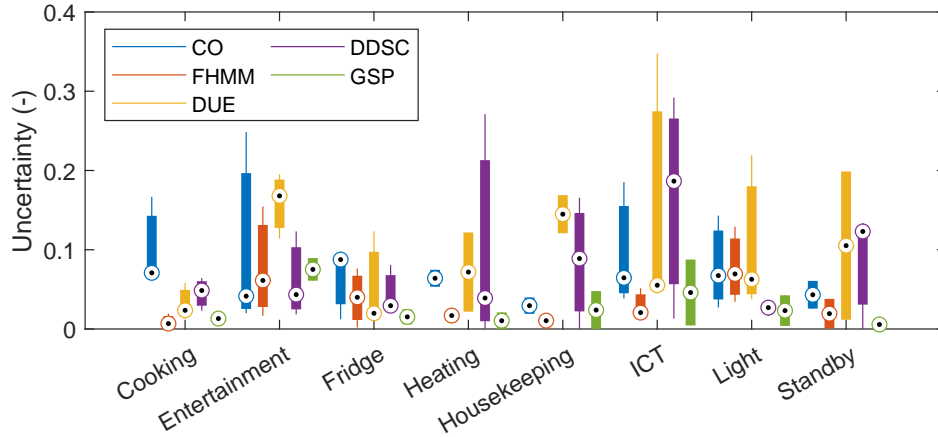 0.4
0.3
0.2
0.1
0
Uncertainty (-)
CO
FHMM
DUE
DDSC
GSP
Cooking
Entertainment
Fridge
Heating
Housekeeping
ICT
Light
Standby